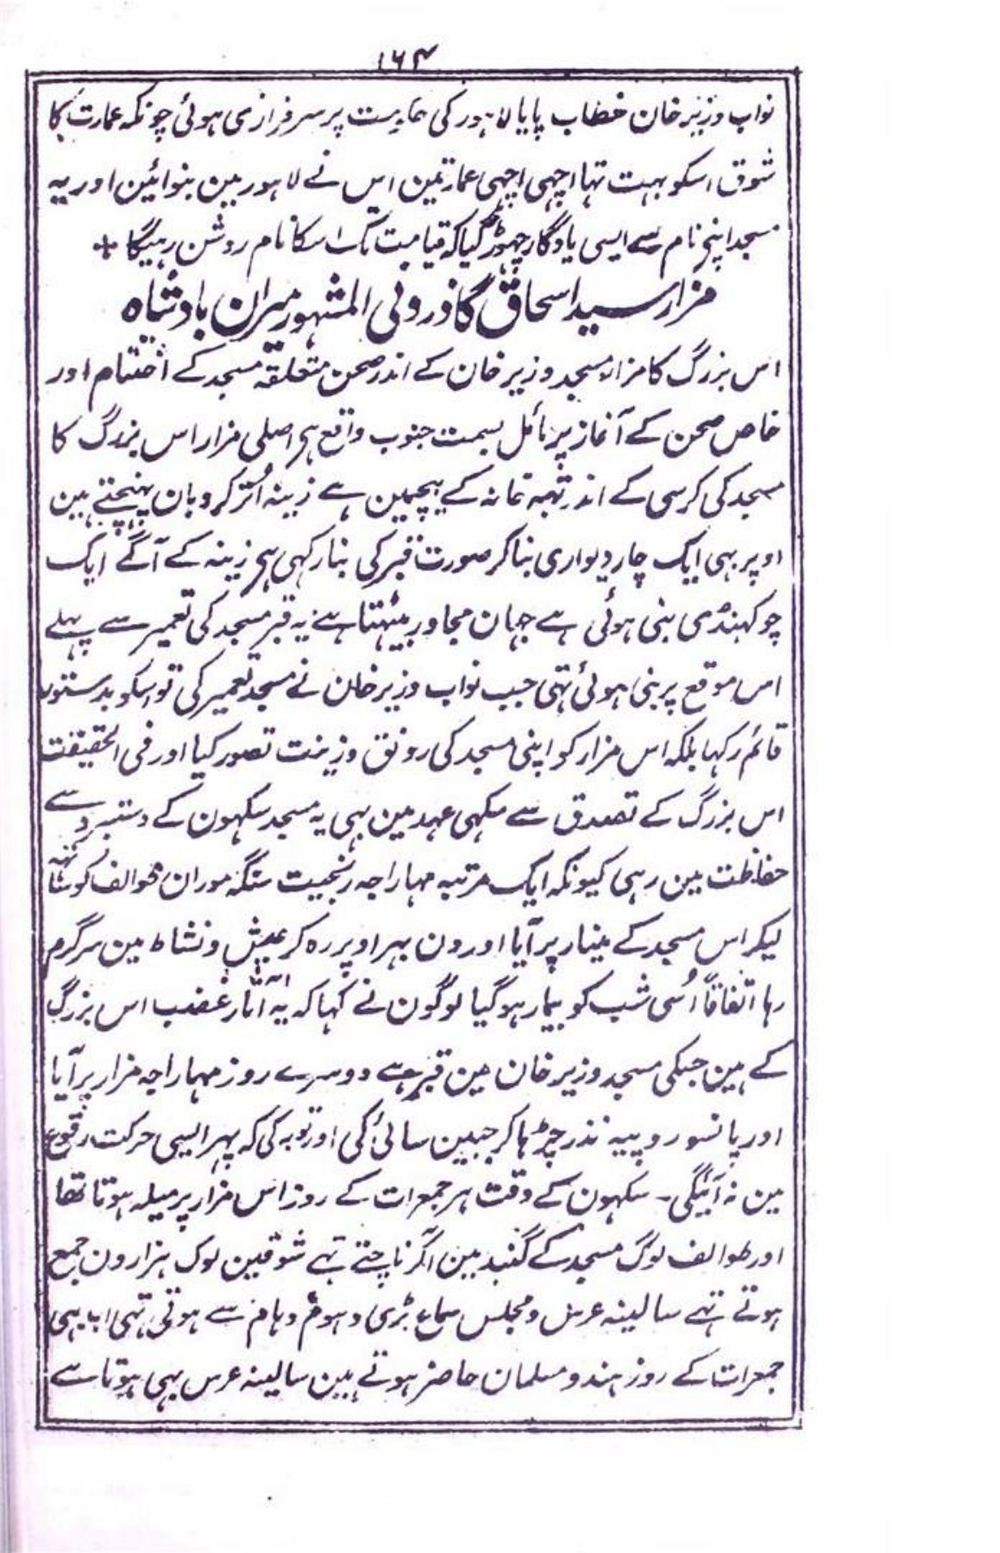 ۱۶۴
نواب وزیر خان خطاب پایا لاہور کی حکومت پر سرفرازی ہوئی چونکہ عمارت کا
شوق اسکو بہت تہا اچہی اچہی عمارتین اس نے لاہور مین بنوائین اور یہ
مسجد اپنے نام سے ایسی یادگار چہوڑ گیا کہ قیامت تک اسکا نام روشن رہیگا +
مزار سید اسحاق گاذرونی المشہور میران بادشاہ
اس بزرگ کا مزار مسجد وزیر خان کے اندر صحن متعلقہ مسجد کے اختتام اور
خاص صحن کے آغاز پر مائل بسمت جنوب واقع ہے اصلی مزار اس بزرگ کا
مسجد کی کرسی کے اندر تہہ خانہ کے بیچمین ہے زینہ اُتر کر وہان پہنچتے ہین
اوپر بہی ایک چار دیواری بنا کر صورت قبر کی بنا رکہی ہے زینہ کے آگے ایک
چوکہنڈی بنی ہوئی ہے جہان مجاور بیٹہتا ہے یہ قبر مسجد کی تعمیر سے پہلے
اس موقع پر بنی ہوئی تہی جب نواب وزیر خان نے مسجد تعمیر کی تو اسکو بدستور
قائم رکہا بلکہ اس مزار کو اپنی مسجد کی رونق و زینت تصور کیا اور فی الحقیقت
اس بزرگ کے تصدق سے سکہی عہد مین بہی یہ مسجد سکہون کے دستبرد سے
حفاظت مین رہی کیونکہ ایک مرتبہ مہاراجہ رنجیت سنگہ موران طوالف کو ساتہہ
لیکر اس مسجد کے مینار پر آیا اور دن بہر اوپر رہ کر عیش و نشاط مین سرگرم
رہا اتفاقاً اُسی شب کو بیمار ہو گیا لوگون نے کہا کہ یہ آثار غضب اس بزرگ
کے ہین جسکی مسجد وزیر خان مین قبر ہے دوسرے روز مہاراجہ مزار پر آیا
اور پانسو روپیہ نذر چڑہا کر جبین سائی کی اور توبہ کی کہ پہر ایسی حرکت وقوع
مین نہ آئیگی ۔ سکہون کے وقت ہر جمعرات کے روز اس مزار پر میلہ ہوتا تھا
اور طوالف لوگ مسجد کے گنبد مین آکر ناچتے تہے شوقین لوگ ہزارون جمع
ہوتے تہے سالینہ عرس و مجلس سماع بڑی دہوم دہام سے ہوتی تہی اب بہی
جمعرات کے روز ہندو مسلمان حاضر ہوتے ہین سالینہ عرس بہی ہوتا ہے